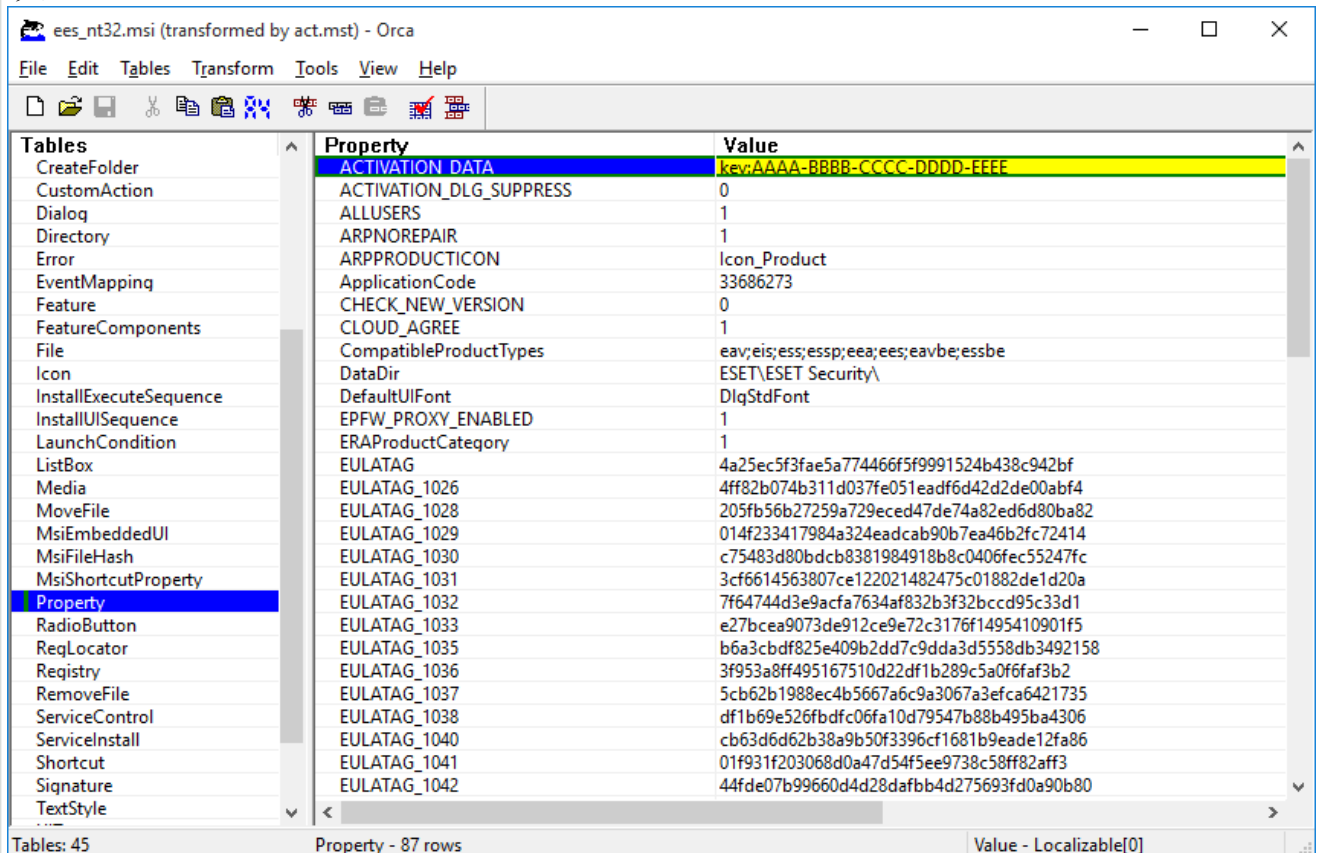 ees_nt32.msi (transformed by act.mst) - Orca
File Edit Tables Transform Tools View Help
Tables Property Value
CreateFolder ACTIVATION_DATA key:AAAA-BBBB-CCCC-DDDD-EEEE
CustomAction ACTIVATION_DLG_SUPPRESS 0
Dialog ALLUSERS 1
Directory ARPNOREPAIR 1
Error ARPPRODUCTICON Icon_Product
EventMapping ApplicationCode 33686273
Feature CHECK_NEW_VERSION 0
FeatureComponents CLOUD_AGREE 1
File CompatibleProductTypes eav;eis;ess;essp;eea;ees;eavbe;essbe
Icon DataDir ESET\ESET Security\
InstallExecuteSequence DefaultUIFont DlgStdFont
InstallUISequence EPFW_PROXY_ENABLED 1
LaunchCondition ERAProductCategory 1
ListBox EULATAG 4a25ec5f3fae5a774466f5f9991524b438c942bf
Media EULATAG_1026 4ff82b074b311d037fe051eadf6d42d2de00abf4
MoveFile EULATAG_1028 205fb56b27259a729eced47de74a82ed6d80ba82
MsiEmbeddedUI EULATAG_1029 014f233417984a324eadcab90b7ea46b2fc72414
MsiFileHash EULATAG_1030 c75483d80bdcb8381984918b8c0406fec55247fc
MsiShortcutProperty EULATAG_1031 3cf6614563807ce122021482475c01882de1d20a
Property EULATAG_1032 7f64744d3e9acfa7634af832b3f32bccd95c33d1
RadioButton EULATAG_1033 e27bcea9073de912ce9e72c3176f1495410901f5
RegLocator EULATAG_1035 b6a3cbdf825e409b2dd7c9dda3d5558db3492158
Registry EULATAG_1036 3f953a8ff495167510d22df1b289c5a0f6faf3b2
RemoveFile EULATAG_1037 5cb62b1988ec4b5667a6c9a3067a3efca6421735
ServiceControl EULATAG_1038 df1b69e526fbdfc06fa10d79547b88b495ba4306
ServiceInstall EULATAG_1040 cb63d6d62b38a9b50f3396cf1681b9eade12fa86
Shortcut EULATAG_1041 01f931f203068d0a47d54f5ee9738c58ff82aff3
Signature EULATAG_1042 44fde07b99660d4d28dafbb4d275693fd0a90b80
TextStyle
Tables: 45 Property - 87 rows Value - Localizable[0]